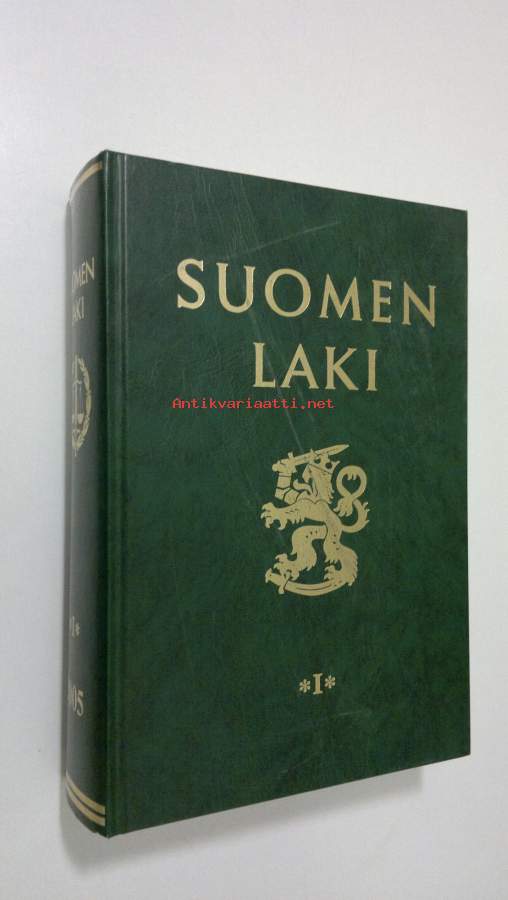 SUOMEN
LAKI
Antikvariaatti.net
*I*